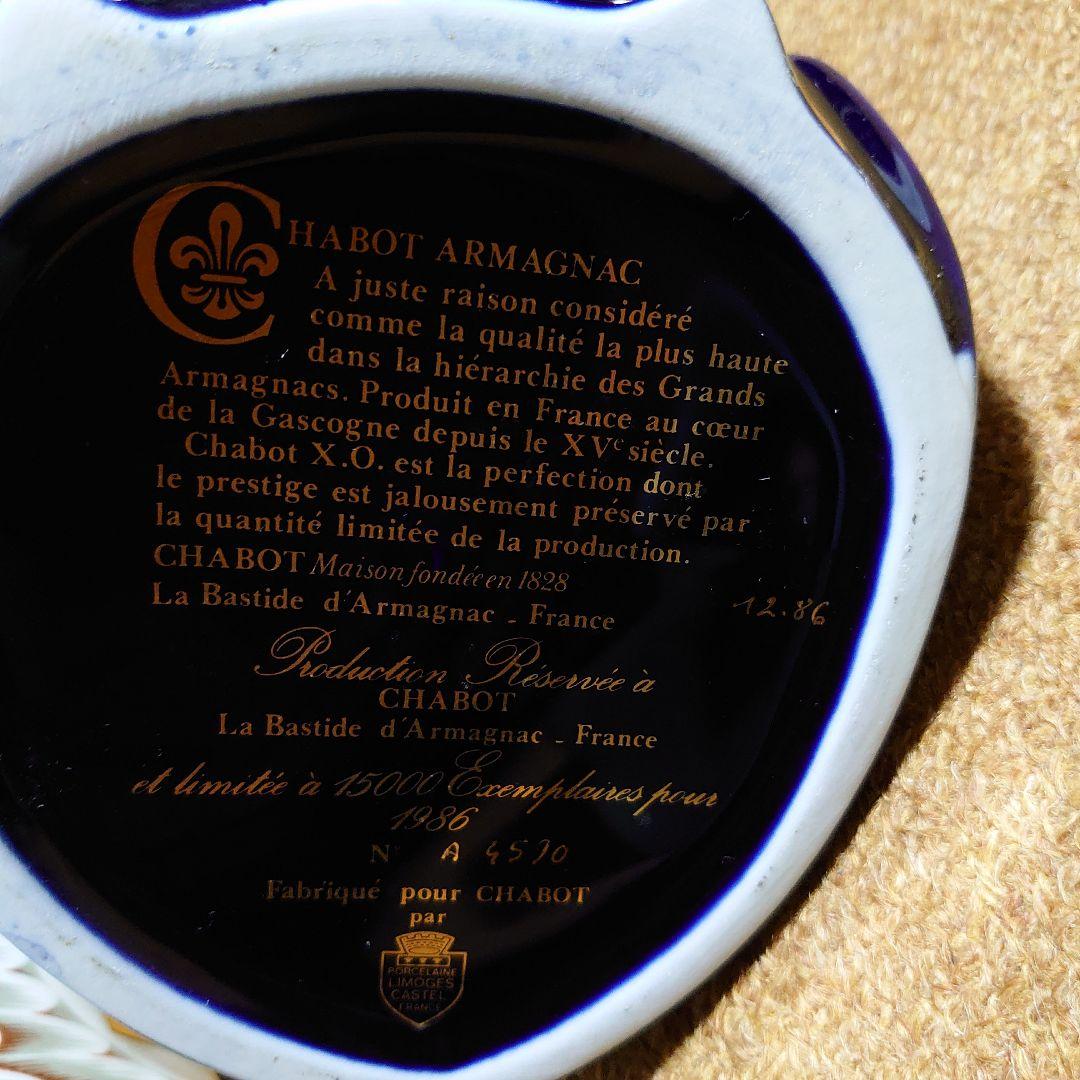 CHABOT ARMAGNAC
A juste raison considéré
comme la qualité la plus haute
dans la hiérarchie des Grands
Armagnacs. Produit en France au cœur
de la Gascogne depuis le XVe siècle.
Chabot X.O. est la perfection dont
le prestige est jalousement préservé par
la quantité limitée de la production.
CHABOT Maison fondée en 1828
La Bastide d'Armagnac - France
12.86
Production Réservée à
CHABOT
La Bastide d'Armagnac - France
et limitée à 15000 Exemplaires pour
1986
N° A 4590
Fabriqué pour CHABOT
par
PORCELAINE
LIMOGES
CASTEL
FRANCE